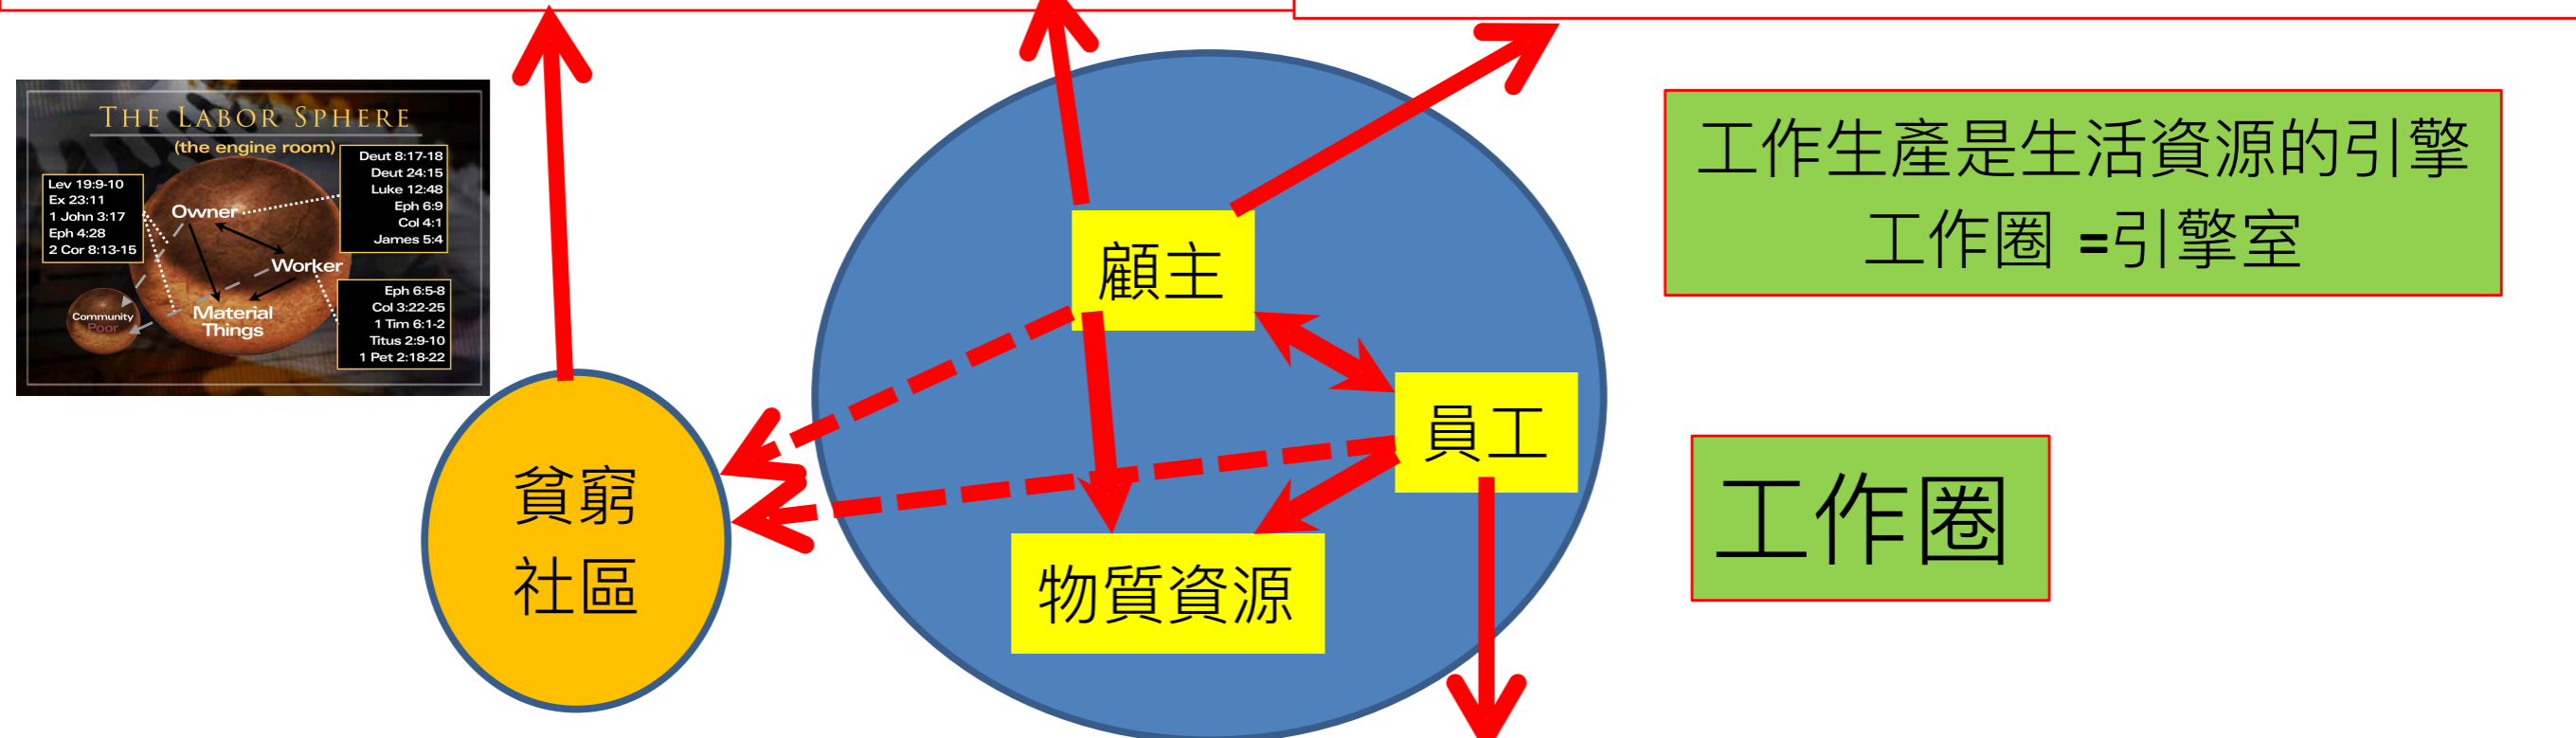 THE LABOR SPHERE
(the engine room)
Lev 19:9-10
Ex 23:11
1 John 3:17
Eph 4:28
2 Cor 8:13-15
Deut 8:17-18
Deut 24:15
Luke 12:48
Eph 6:9
Col 4:1
James 5:4
Owner
Worker
Material
Things
Community
Poor
Eph 6:5-8
Col 3:22-25
1 Tim 6:1-2
Titus 2:9-10
1 Pet 2:18-22
顧主
員工
物質資源
貧窮
社區
工作生產是生活資源的引擎
工作圈 =引擎室
工作圈